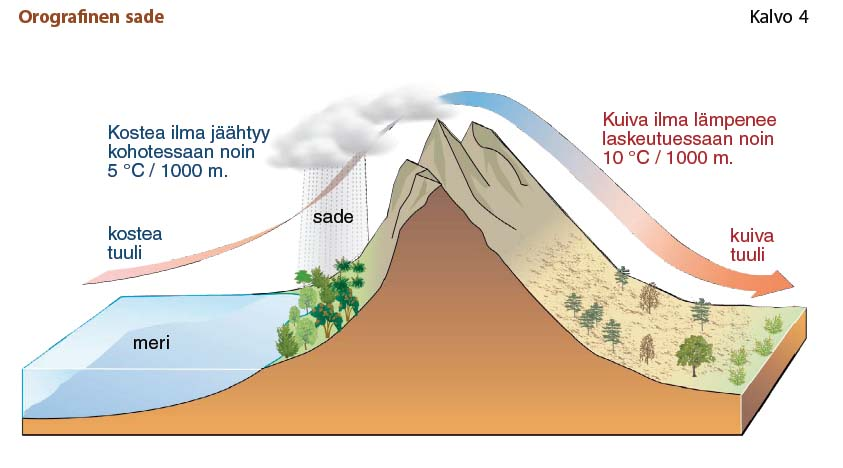 Orografinen sade
Kalvo 4
Kostea ilma jäähtyy
kohotessaan noin
5 °C / 1000 m.
Kuiva ilma lämpenee
laskeutuessaan noin
10 °C / 1000 m.
sade
kostea
tuuli
kuiva
tuuli
meri